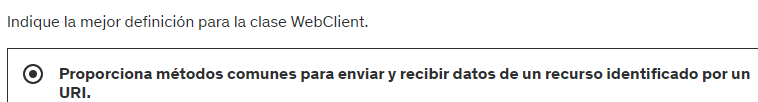 Indique la mejor definición para la clase WebClient.
Proporciona métodos comunes para enviar y recibir datos de un recurso identificado por un
URI.